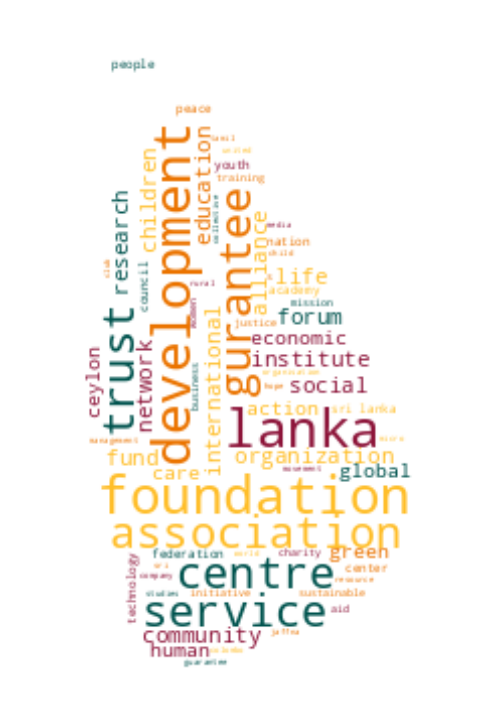 people
peace
tamil
united
youth
training
education
children
development
collective
research
gurantee
alliance
media
nation
child
life
academy
mission
forum
justice
economic
institute
organisation
hope
social
rural
women
council
club
trust
network
ceylon
business
international
lanka
action
sri lanka
management
micro
fund
organization
care
movement
global
foundation
association
federation
world
charity
green
sri
company
centre
center
resource
technology
studies
initiative
sustainable
service
aid
community
jaffna
human
colombo
guarantee